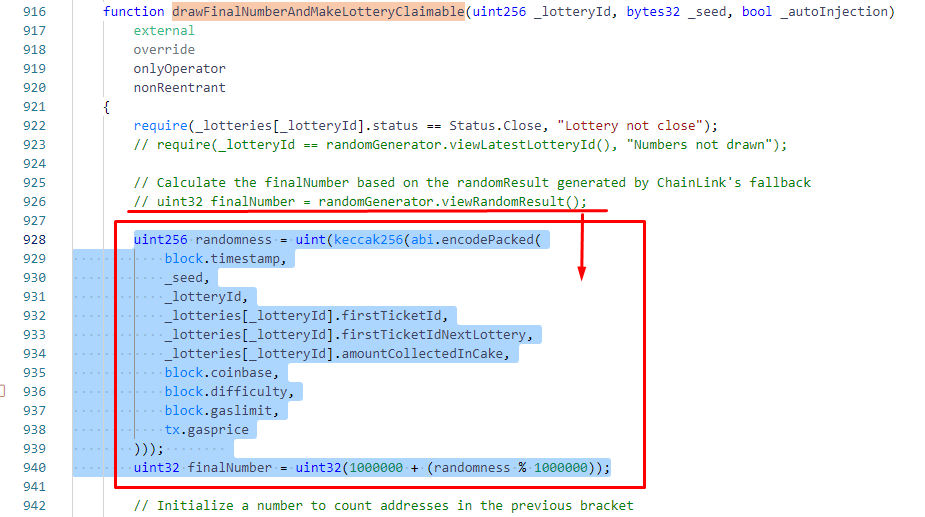 916 function drawFinalNumberAndMakeLotteryClaimable(uint256 _lotteryId, bytes32 _seed, bool _autoInjection)
917 external
918 override
919 onlyOperator
920 nonReentrant
921 {
922 require(_lotteries[_lotteryId].status == Status.Close, "Lottery not close");
923 // require(_lotteryId == randomGenerator.viewLatestLotteryId(), "Numbers not drawn");
924
925 // Calculate the finalNumber based on the randomResult generated by ChainLink's fallback
926 // uint32 finalNumber = randomGenerator.viewRandomResult();
927
928 uint256 randomness = uint(keccak256(abi.encodePacked(
929 block.timestamp,
930 _seed,
931 _lotteryId,
932 _lotteries[_lotteryId].firstTicketId,
933 _lotteries[_lotteryId].firstTicketIdNextLottery,
934 _lotteries[_lotteryId].amountCollectedInCake,
935 block.coinbase,
936 block.difficulty,
937 block.gaslimit,
938 tx.gasprice
939 )));
940 uint32 finalNumber = uint32(1000000 + (randomness % 1000000));
941
942 // Initialize a number to count addresses in the previous bracket